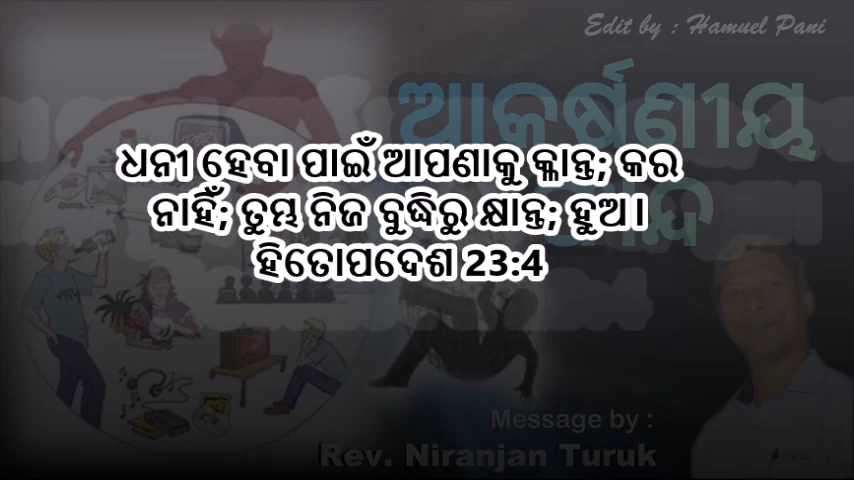 Edit by : Hamuel Pani
ଆକର୍ଷଣୀୟ
ଧନୀ ହେବା ପାଇଁ ଆପଣାକୁ କ୍ଳାନ୍ତ; କର
ନାହିଁ; ତୁମ୍ଭ ନିଜ ବୁଦ୍ଧିରୁ କ୍ଷାନ୍ତ; ହୁଅ।
ହିତୋପଦେଶ 23:4
Message by :
Rev. Niranjan Turuk